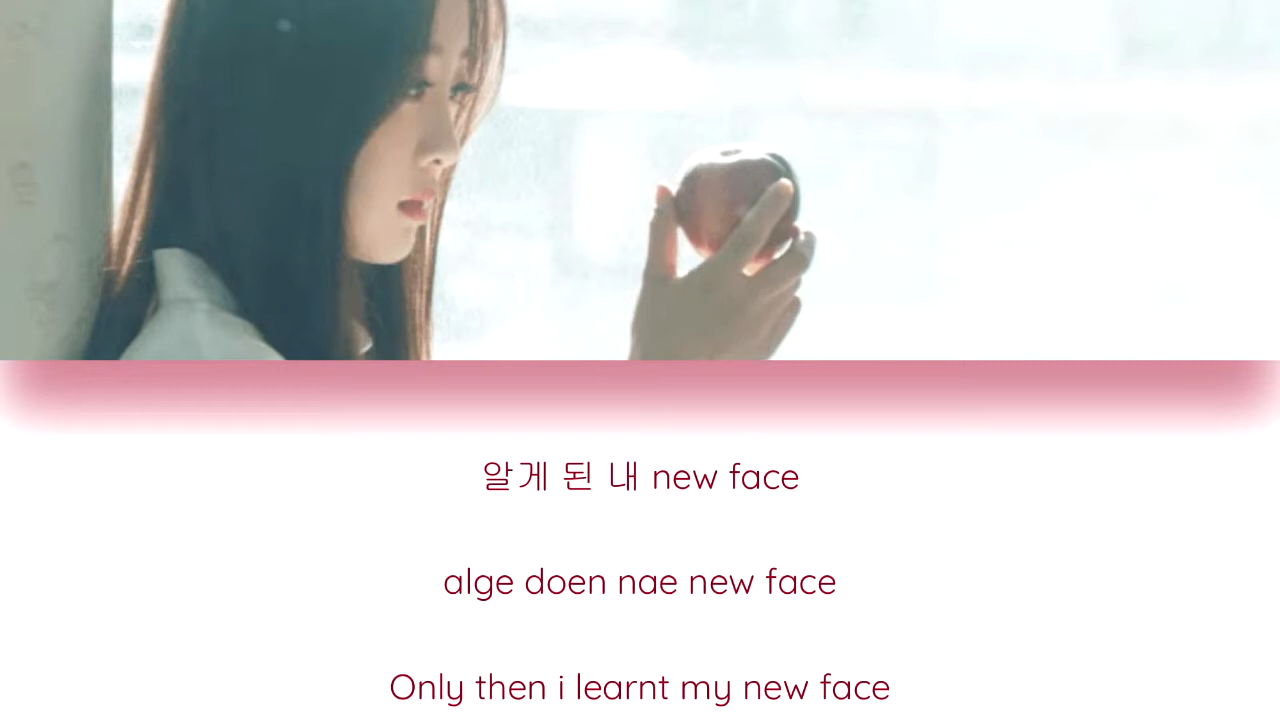 알게 된 내 new face
alge doen nae new face
Only then i learnt my new face